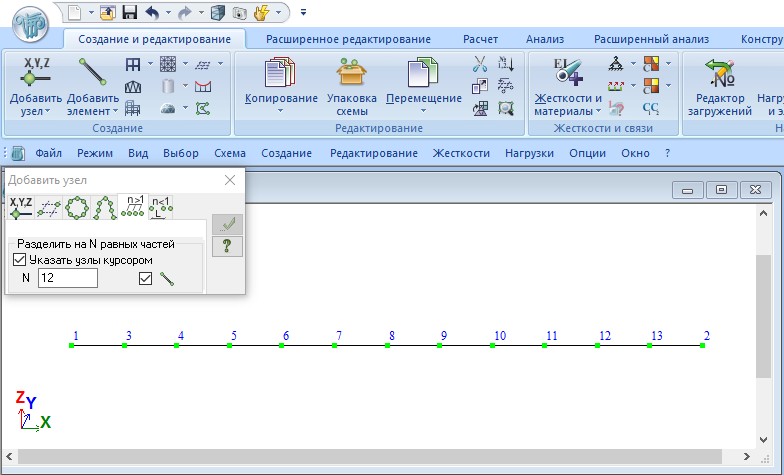 Создание и редактирование Расширенное редактирование Расчет Анализ Расширенный анализ Констру
X,Y,Z
Добавить узел
Добавить элемент
Создание
Копирование
Упаковка схемы
Перемещение
Редактирование
EI
Жесткости и материалы
Жесткости и связи
№
Редактор загружений
Нагру и э
На
Файл Режим Вид Выбор Схема Создание Редактирование Жесткости Нагрузки Опции Окно ?
Добавить узел
X,Y,Z n>1 n<1 L
?
Разделить на N равных частей
Указать узлы курсором
N 12
1 3 4 5 6 7 8 9 10 11 12 13 2
Z
Y
X